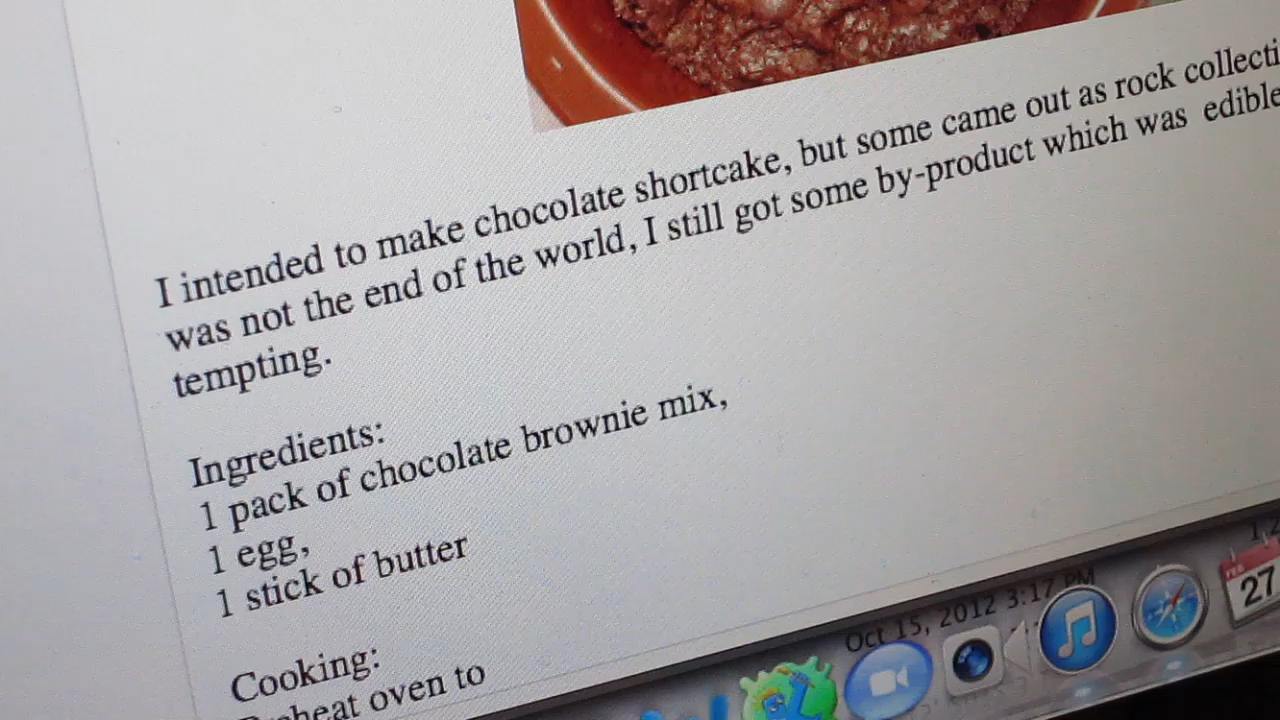 I intended to make chocolate shortcake, but some came out as rock
was not the end of the world, I still got some by-product which was edible
tempting.
Ingredients:
1 pack of chocolate brownie mix,
1 egg,
1 stick of butter
Cooking:
oven to
Oct 15, 2012 3:17 PM
FEB
27